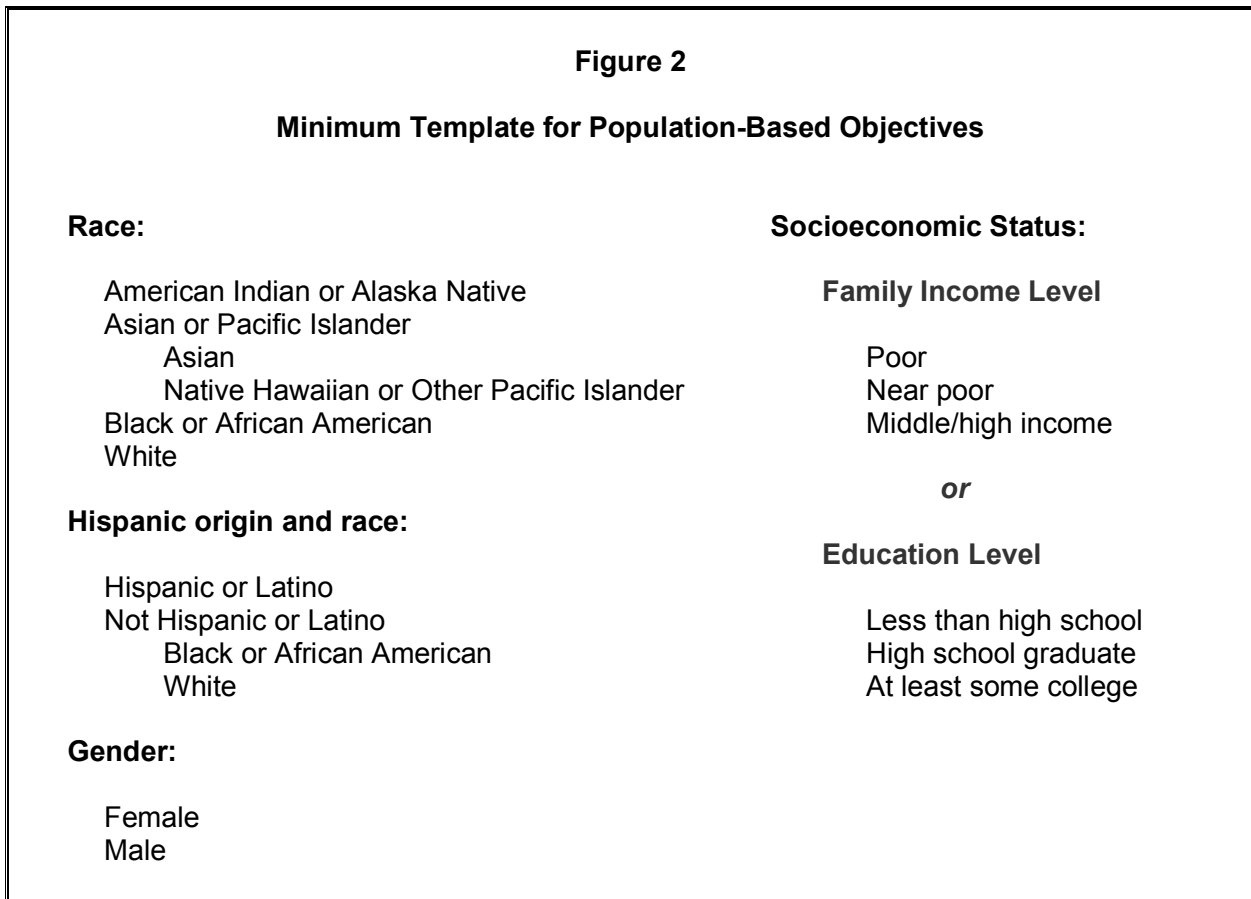 Figure 2
Minimum Template for Population-Based Objectives
Race:
American Indian or Alaska Native
Asian or Pacific Islander
Asian
Native Hawaiian or Other Pacific Islander
Black or African American
White
Hispanic origin and race:
Hispanic or Latino
Not Hispanic or Latino
Black or African American
White
Gender:
Female
Male
Socioeconomic Status:
Family Income Level
Poor
Near poor
Middle/high income
or
Education Level
Less than high school
High school graduate
At least some college